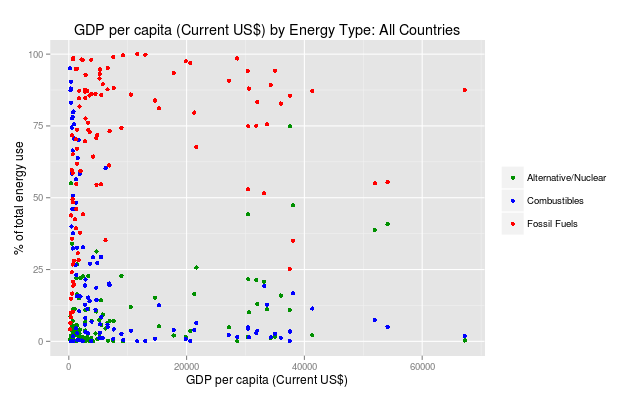 GDP per capita (Current US$) by Energy Type: All Countries
% of total energy use
100
75
50
25
0
0 20000 40000 60000
GDP per capita (Current US$)
Alternative/Nuclear
Combustibles
Fossil Fuels